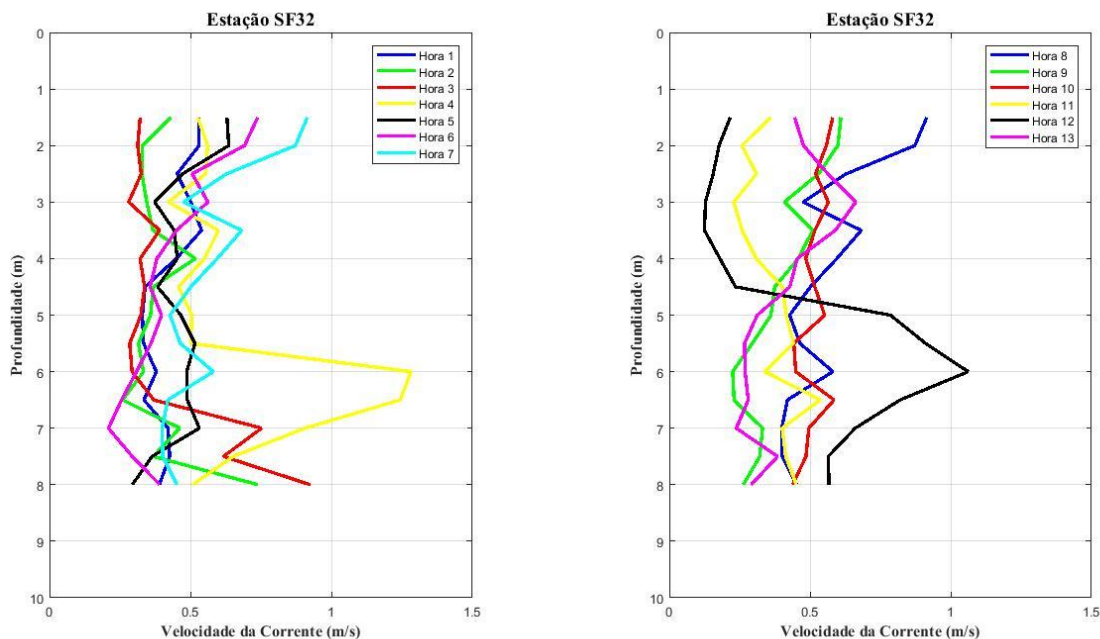 Estação SF32
0
1
2
3
4
5
6
7
8
9
10
Profundidade (m)
0
0.5
1
1.5
Velocidade da Corrente (m/s)
Hora 1
Hora 2
Hora 3
Hora 4
Hora 5
Hora 6
Hora 7
Estação SF32
0
1
2
3
4
5
6
7
8
9
10
Profundidade (m)
0
0.5
1
1.5
Velocidade da Corrente (m/s)
Hora 8
Hora 9
Hora 10
Hora 11
Hora 12
Hora 13